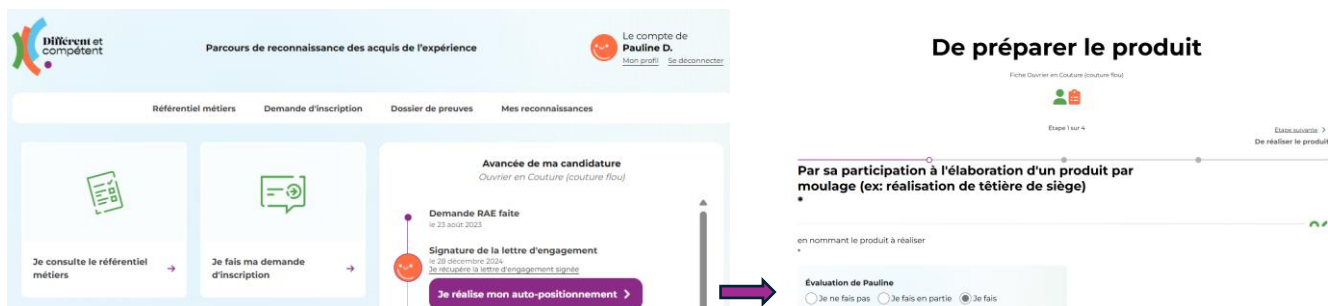 Différent et
compétent
Parcours de reconnaissance des acquis de l'expérience
Le compte de
Pauline D.
Mon profil Se déconnecter
Référentiel métiers Demande d'inscription Dossier de preuves Mes reconnaissances
Je consulte le référentiel
métiers
Je fais ma demande
d'inscription
Avancée de ma candidature
Ouvrier en Couture (couture flou)
Demande RAE faite
le 23 août 2023
Signature de la lettre d'engagement
le 28 décembre 2024
Je récupère la lettre d'engagement signée
Je réalise mon auto-positionnement
De préparer le produit
Fiche Ouvrier en Couture (couture flou)
Étape 1 sur 4
Étape suivante
De réaliser le produit
Par sa participation à l'élaboration d'un produit par
moulage (ex: réalisation de têtière de siège)
en nommant le produit à réaliser
Évaluation de Pauline
Je ne fais pas Je fais en partie Je fais